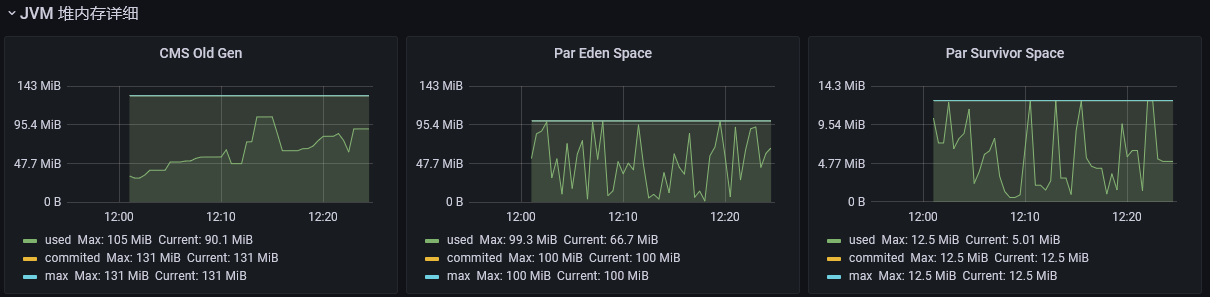 JVM 堆内存详细
CMS Old Gen
143 MiB
95.4 MiB
47.7 MiB
0 B
12:00 12:10 12:20
used Max: 105 MiB Current: 90.1 MiB
commited Max: 131 MiB Current: 131 MiB
max Max: 131 MiB Current: 131 MiB
Par Eden Space
143 MiB
95.4 MiB
47.7 MiB
0 B
12:00 12:10 12:20
used Max: 99.3 MiB Current: 66.7 MiB
commited Max: 100 MiB Current: 100 MiB
max Max: 100 MiB Current: 100 MiB
Par Survivor Space
14.3 MiB
9.54 MiB
4.77 MiB
0 B
12:00 12:10 12:20
used Max: 12.5 MiB Current: 5.01 MiB
commited Max: 12.5 MiB Current: 12.5 MiB
max Max: 12.5 MiB Current: 12.5 MiB